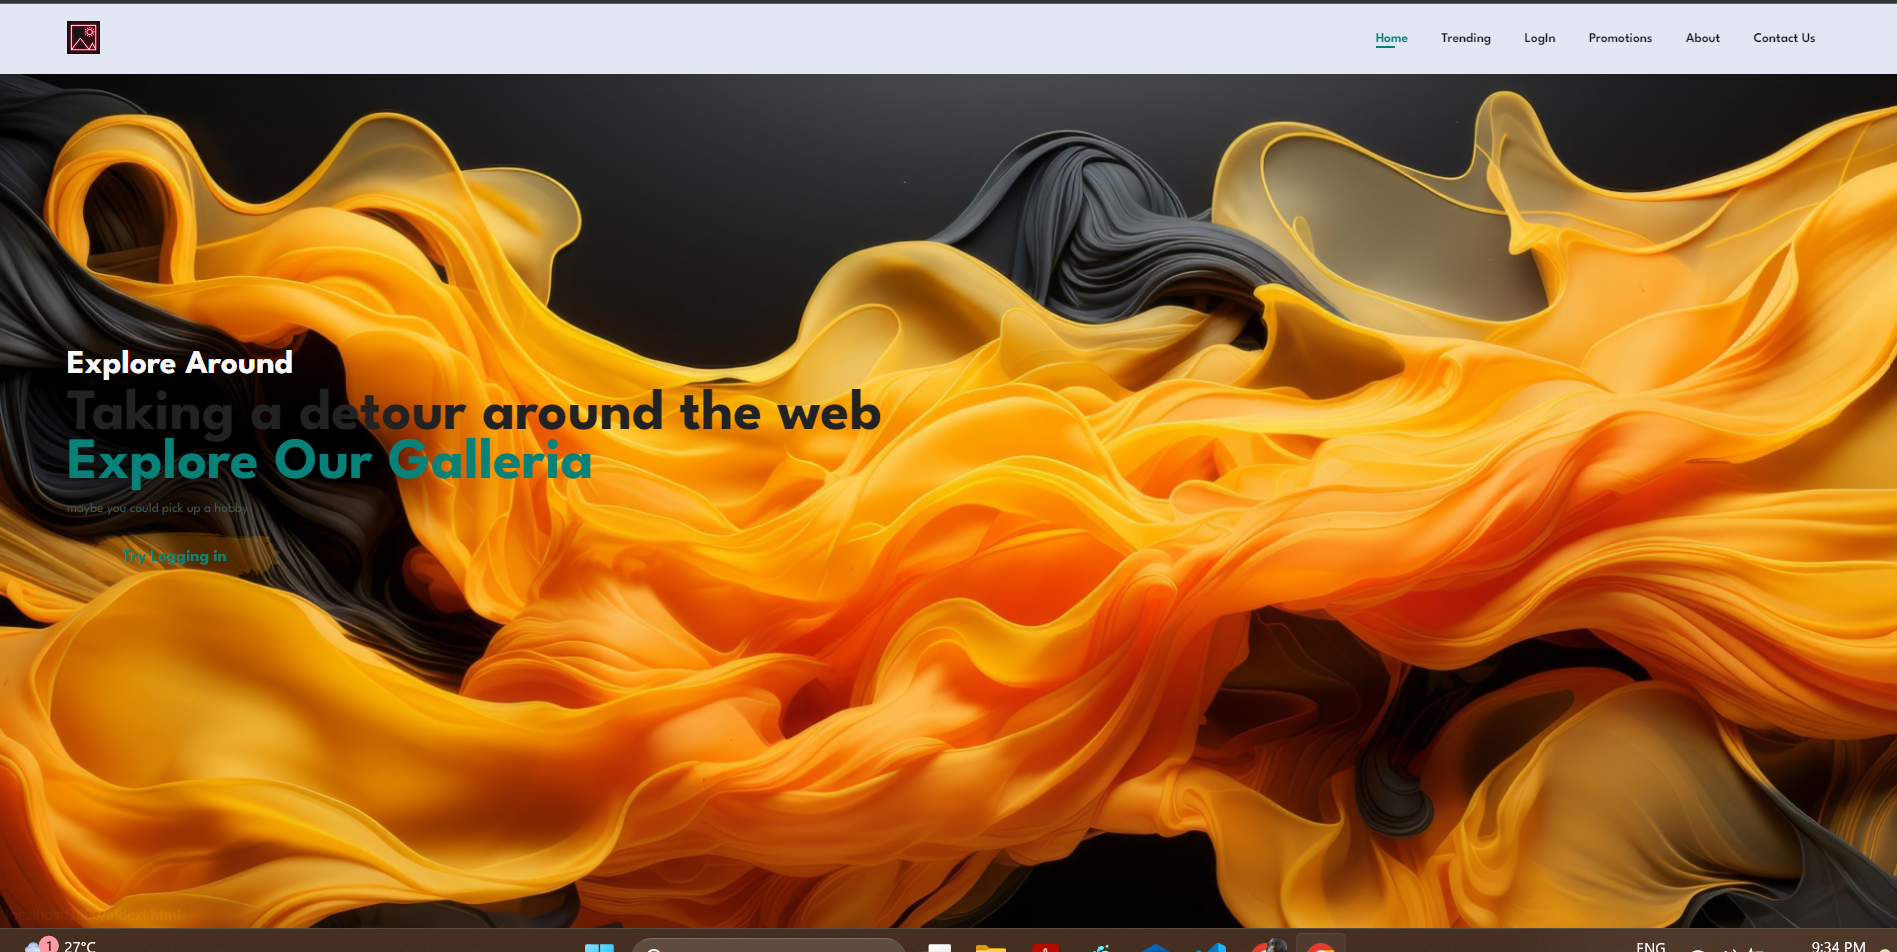 Home Trending LogIn Promotions About Contact Us
Explore Around
Taking a detour around the web
Explore Our Galleria
maybe you could pick up a hobby
Try Logging in
1 27°C
ENG
9:34 PM